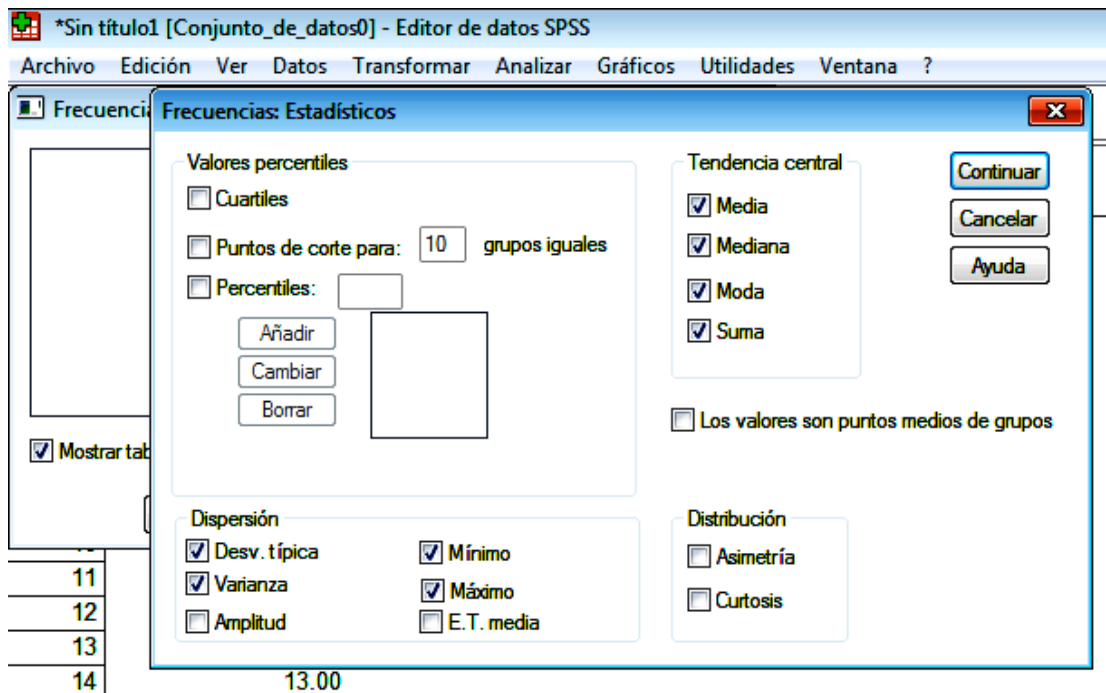 *Sin título1 [Conjunto_de_datos0] - Editor de datos SPSS
Archivo Edición Ver Datos Transformar Analizar Gráficos Utilidades Ventana ?
Frecuencias: Estadísticos
Valores percentiles
Cuartiles
Puntos de corte para: 10 grupos iguales
Percentiles:
Añadir
Cambiar
Borrar
Tendencia central
Media
Mediana
Moda
Suma
Continuar
Cancelar
Ayuda
Los valores son puntos medios de grupos
Mostrar tab
Dispersión
Desv. típica
Varianza
Amplitud
Mínimo
Máximo
E.T. media
Distribución
Asimetría
Curtosis
11
12
13
14 13.00